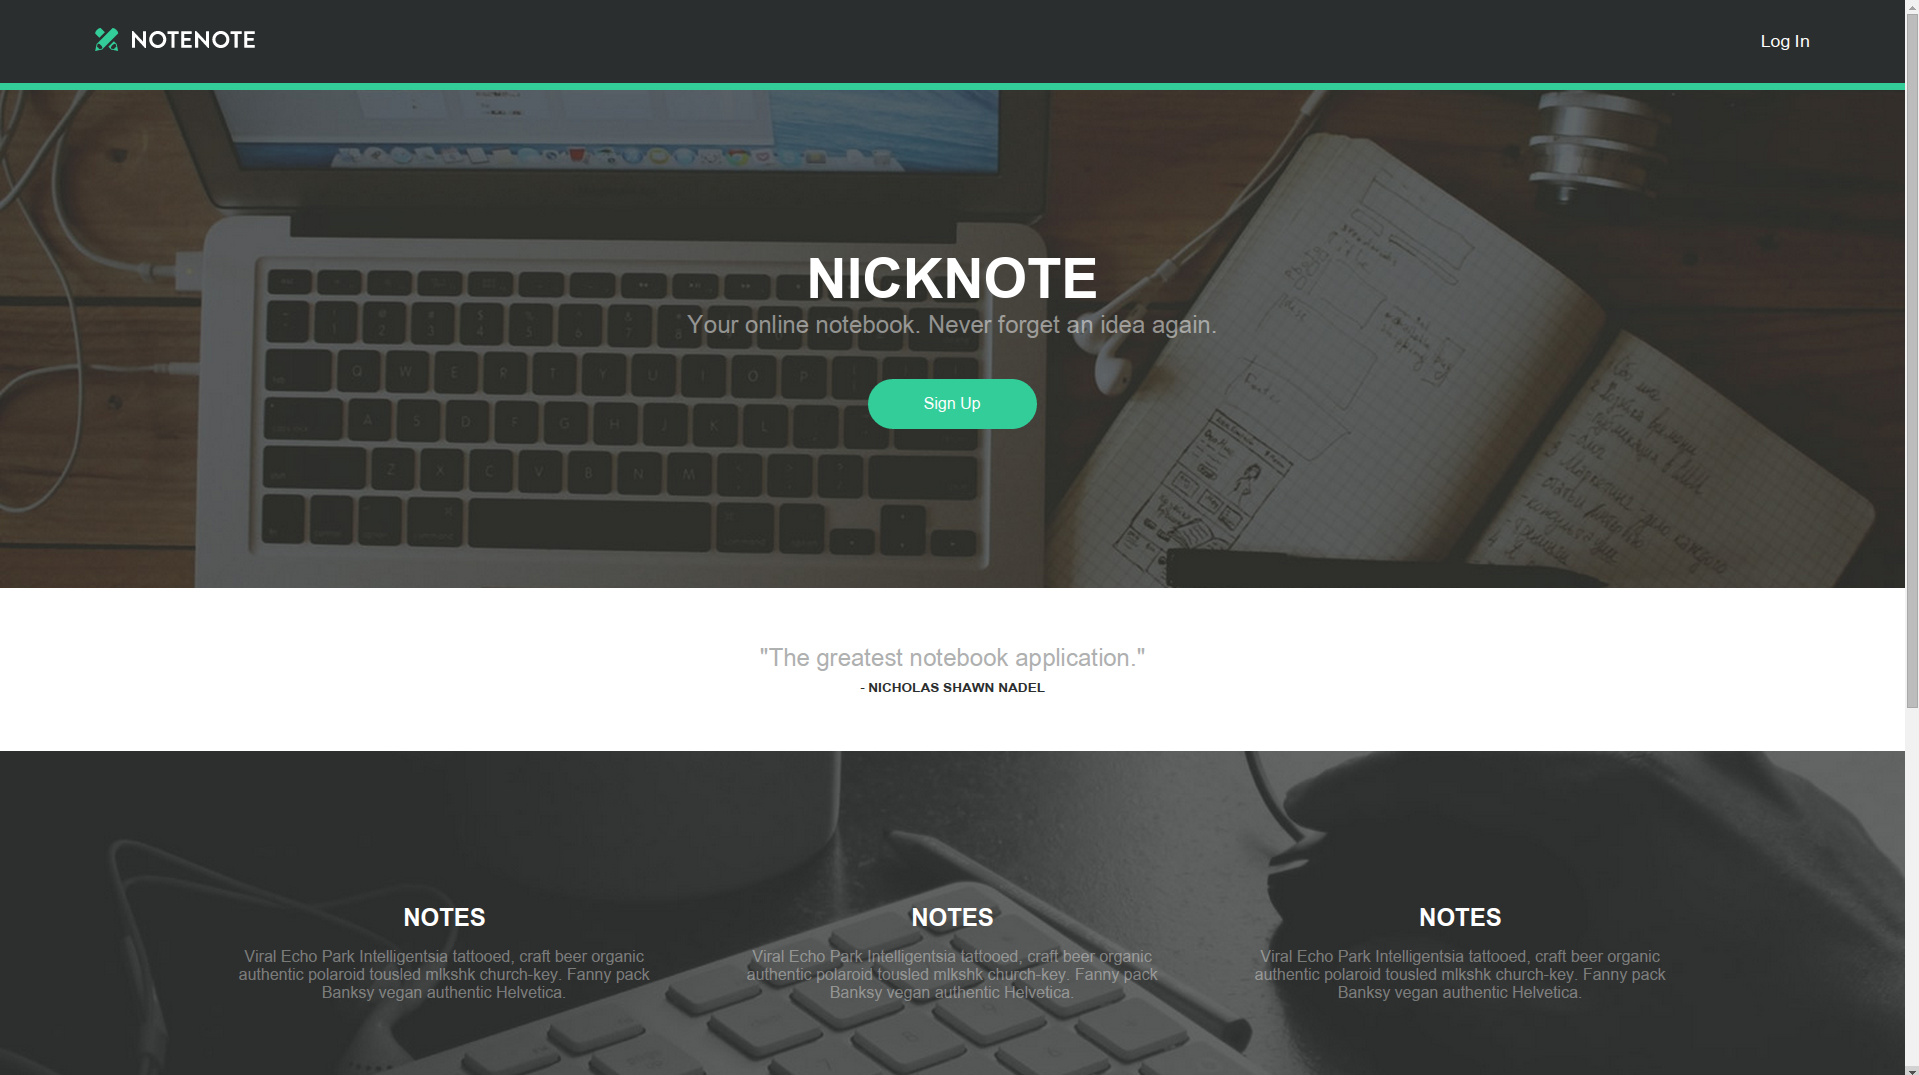 NOTENOTE
Log In
NICKNOTE
Your online notebook. Never forget an idea again.
Sign Up
"The greatest notebook application."
- NICHOLAS SHAWN NADEL
NOTES
Viral Echo Park Intelligentsia tattooed, craft beer organic
authentic polaroid tousled mlkshk church-key. Fanny pack
Banksy vegan authentic Helvetica.
NOTES
Viral Echo Park Intelligentsia tattooed, craft beer organic
authentic polaroid tousled mlkshk church-key. Fanny pack
Banksy vegan authentic Helvetica.
NOTES
Viral Echo Park Intelligentsia tattooed, craft beer organic
authentic polaroid tousled mlkshk church-key. Fanny pack
Banksy vegan authentic Helvetica.